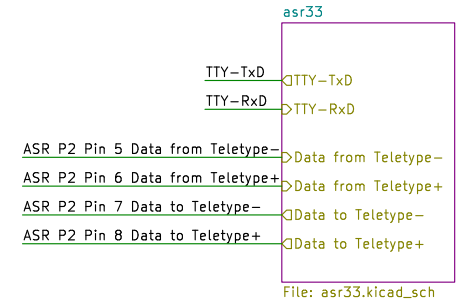 asr33
TTY-TxD
TTY-TxD
TTY-RxD
TTY-RxD
ASR P2 Pin 5 Data from Teletype-
Data from Teletype-
ASR P2 Pin 6 Data from Teletype+
Data from Teletype+
ASR P2 Pin 7 Data to Teletype-
Data to Teletype-
ASR P2 Pin 8 Data to Teletype+
Data to Teletype+
File: asr33.kicad_sch